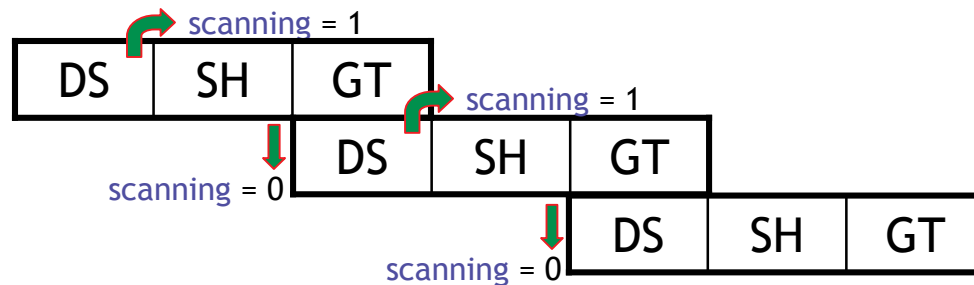 scanning = 1
DS SH GT
scanning = 1
DS SH GT
scanning = 0
DS SH GT
scanning = 0